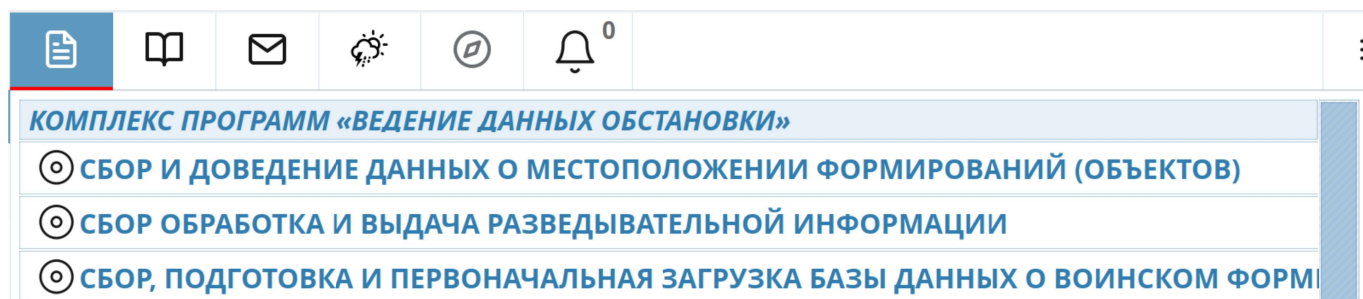 0
КОМПЛЕКС ПРОГРАММ «ВЕДЕНИЕ ДАННЫХ ОБСТАНОВКИ»
СБОР И ДОВЕДЕНИЕ ДАННЫХ О МЕСТОПОЛОЖЕНИИ ФОРМИРОВАНИЙ (ОБЪЕКТОВ)
СБОР ОБРАБОТКА И ВЫДАЧА РАЗВЕДЫВАТЕЛЬНОЙ ИНФОРМАЦИИ
СБОР, ПОДГОТОВКА И ПЕРВОНАЧАЛЬНАЯ ЗАГРУЗКА БАЗЫ ДАННЫХ О ВОИНСКОМ